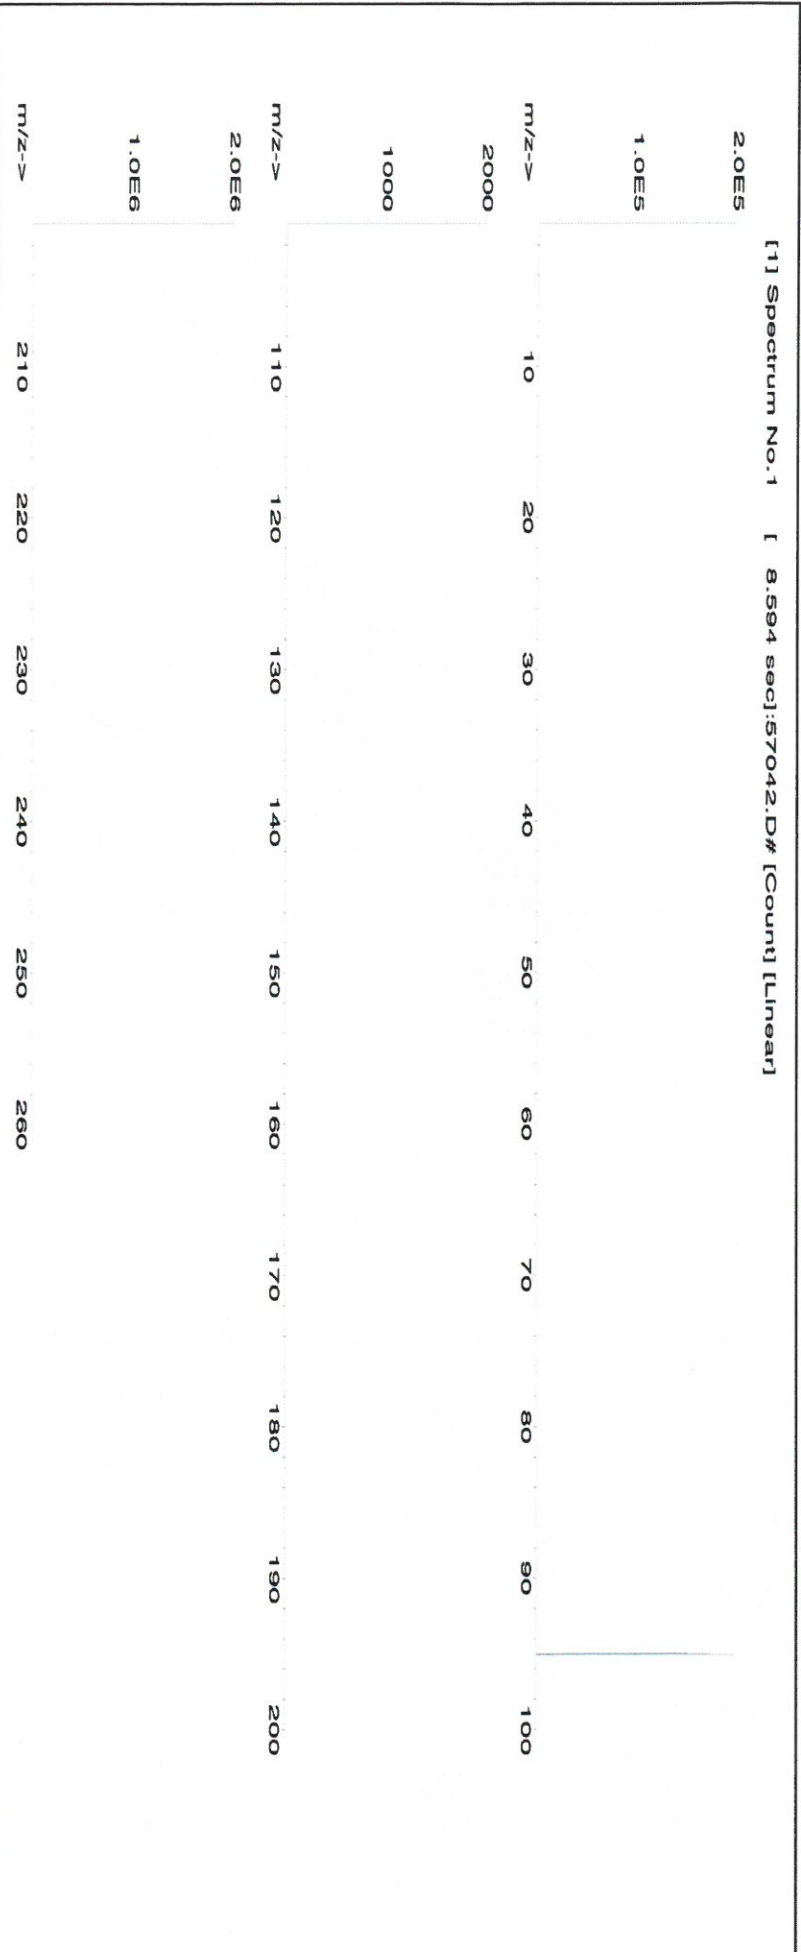 [1] Spectrum No.1 [ 8.594 sec]:57042.D# [Count] [Linear]
2.0E5
1.0E5
m/z-> 10 20 30 40 50 60 70 80 90 100
2000
1000
m/z-> 110 120 130 140 150 160 170 180 190 200
2.0E6
1.0E6
m/z-> 210 220 230 240 250 260